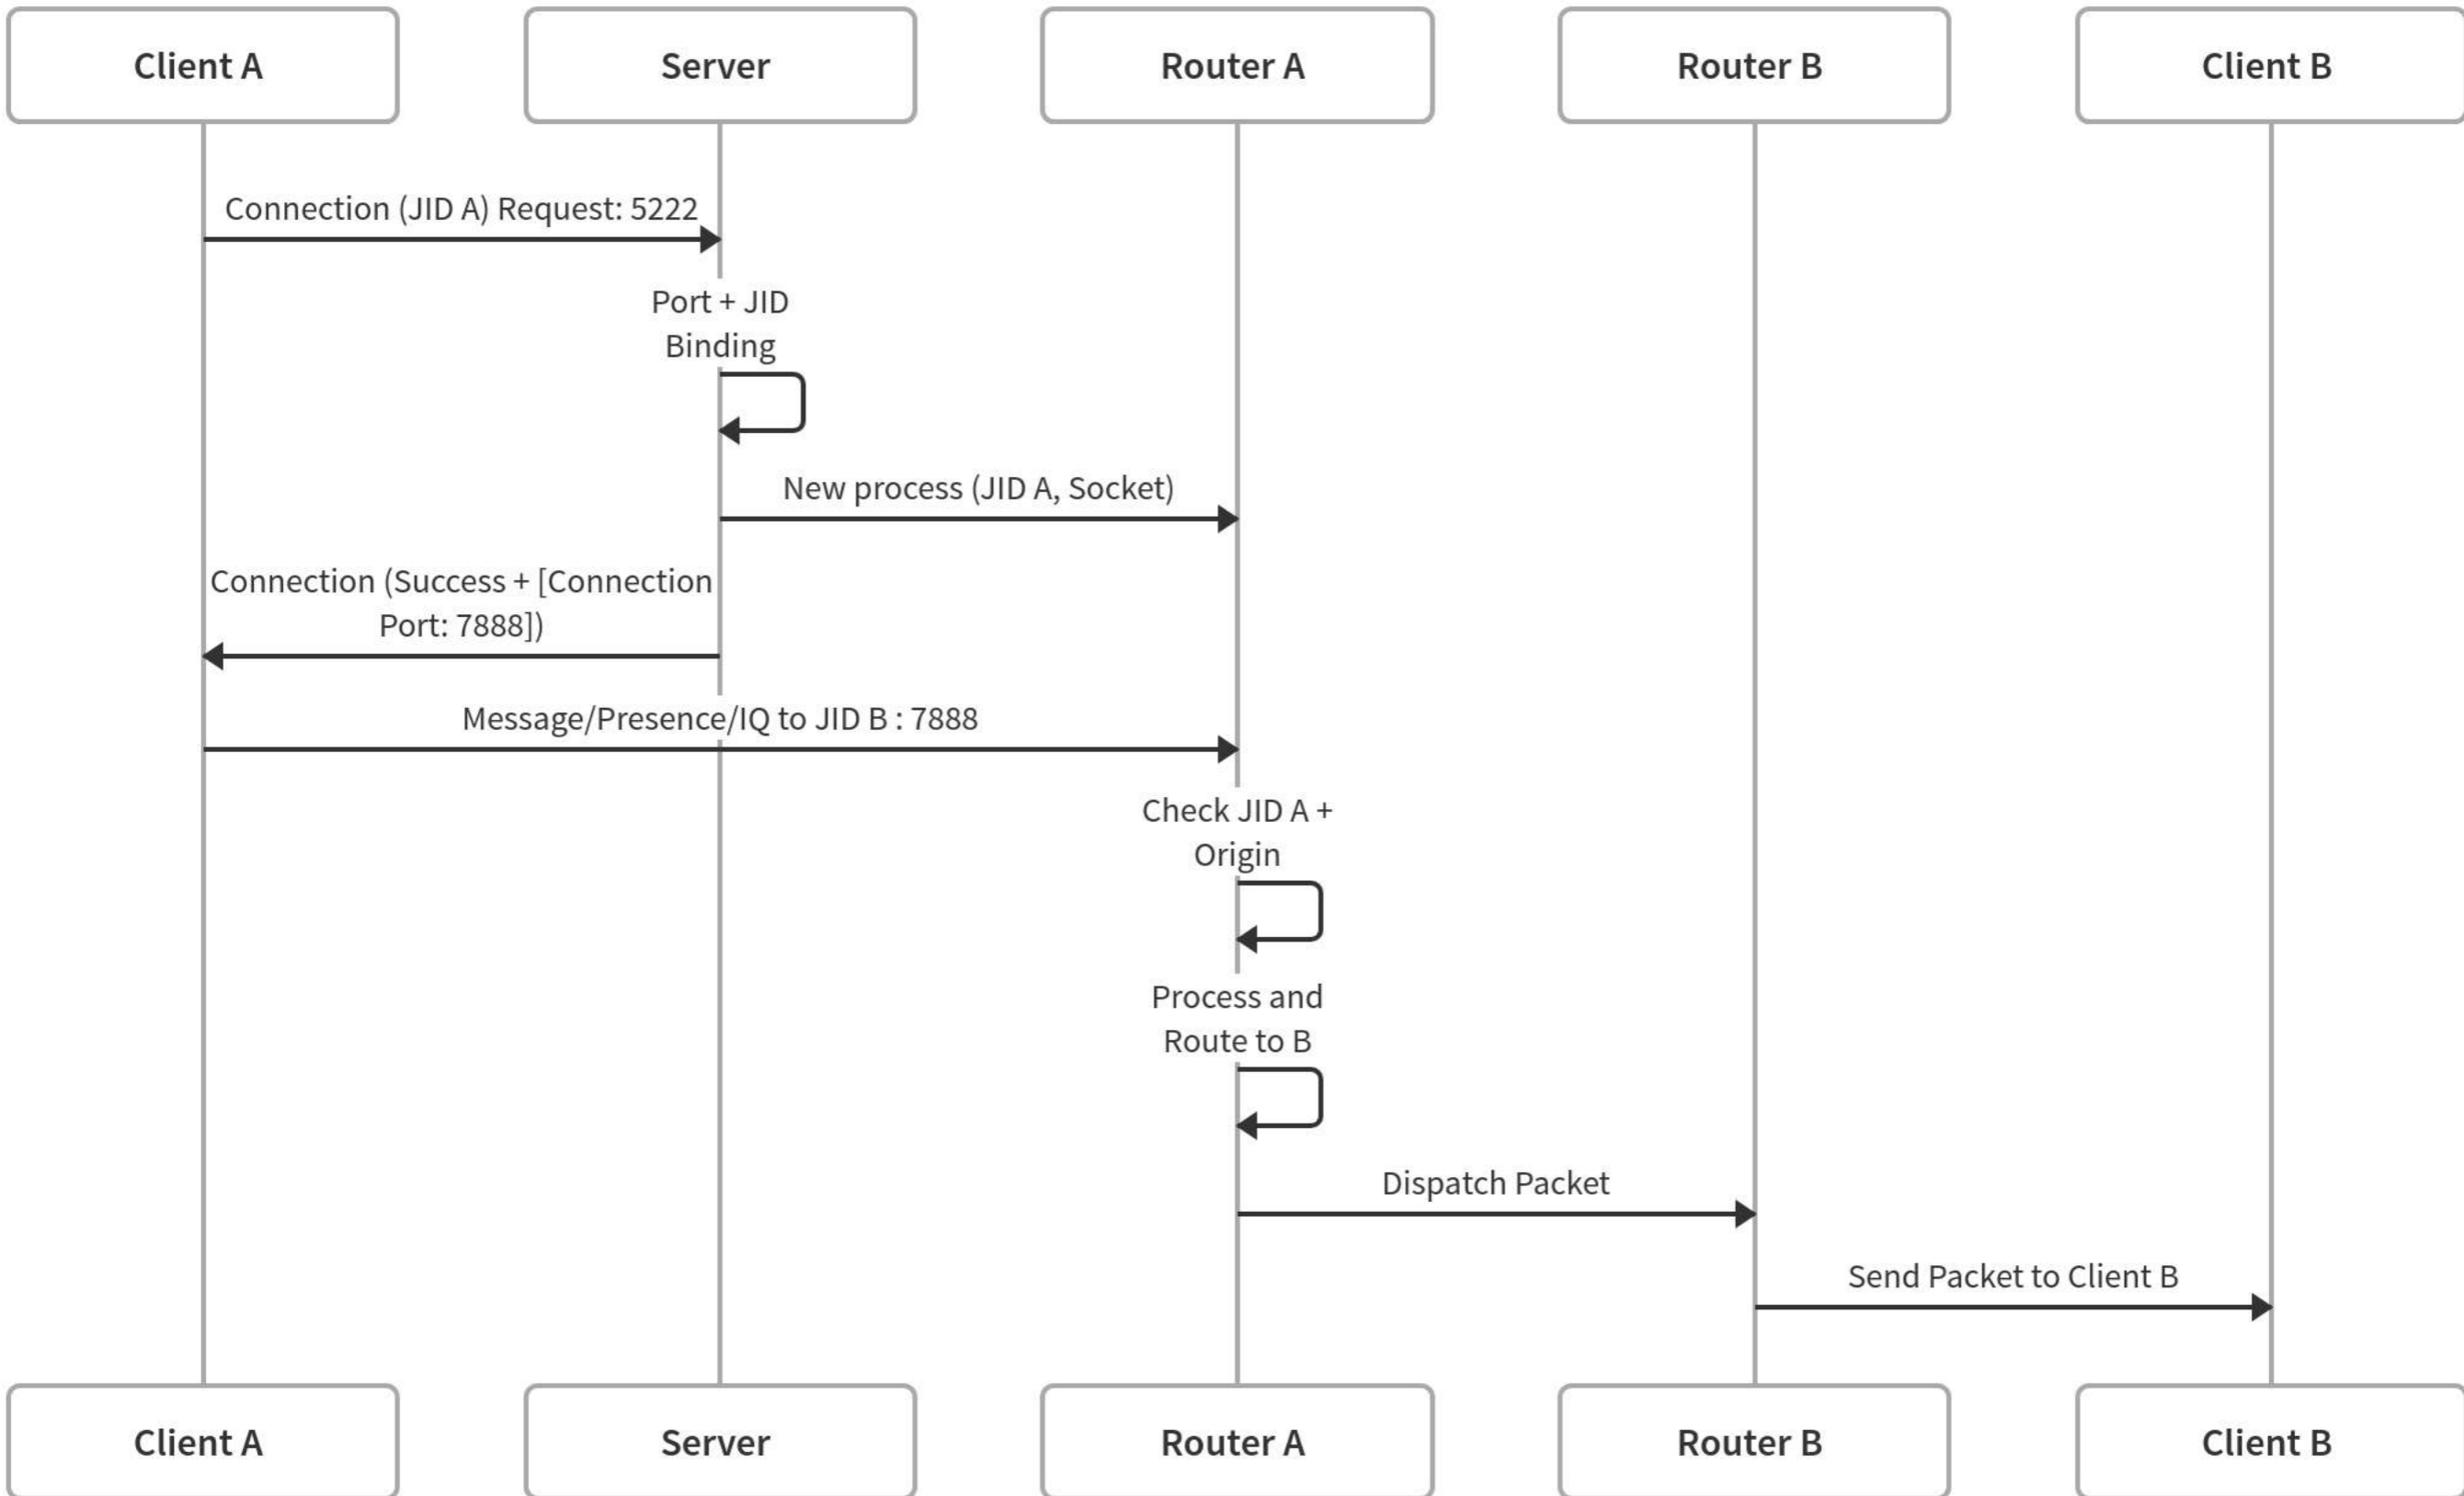 Client A
Server
Router A
Router B
Client B
Connection (JID A) Request: 5222
Port + JID
Binding
New process (JID A, Socket)
Connection (Success + [Connection
Port: 7888])
Message/Presence/IQ to JID B : 7888
Check JID A +
Origin
Process and
Route to B
Dispatch Packet
Send Packet to Client B
Client A
Server
Router A
Router B
Client B